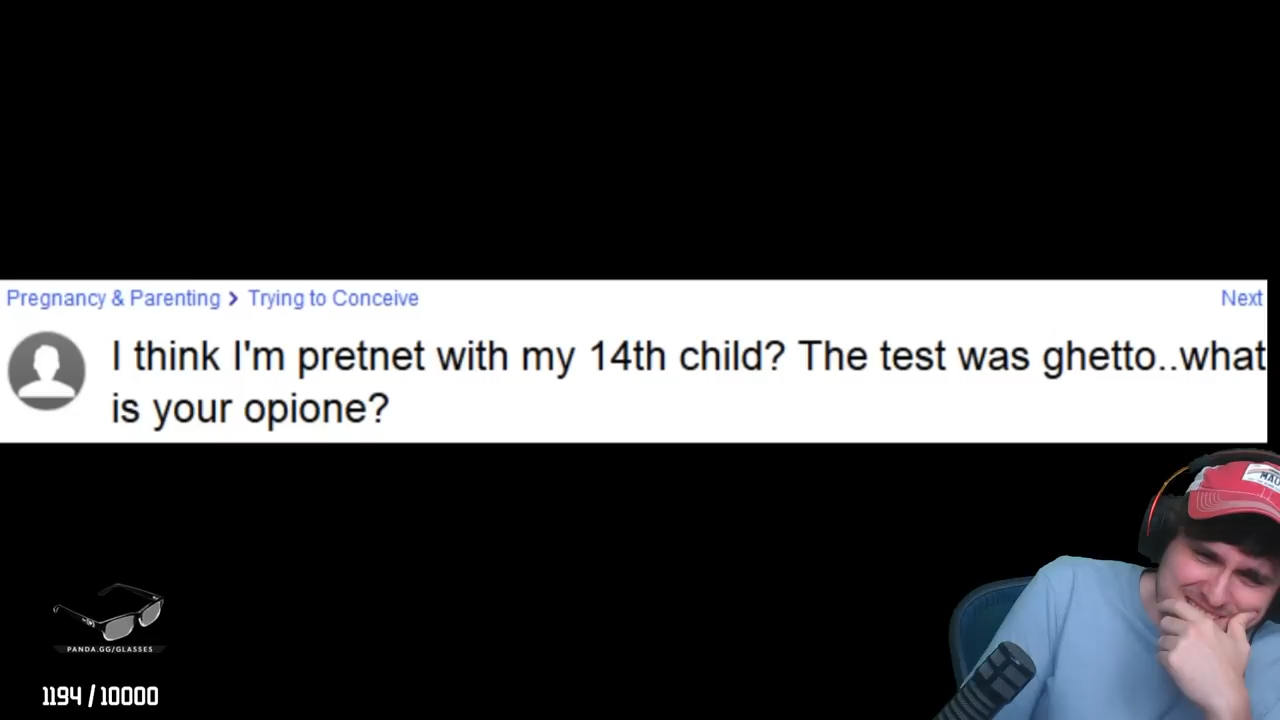 Pregnancy & Parenting > Trying to Conceive Next
I think I'm pretnet with my 14th child? The test was ghetto..what
is your opione?
PANDA.GG/GLASSES
1194 / 10000